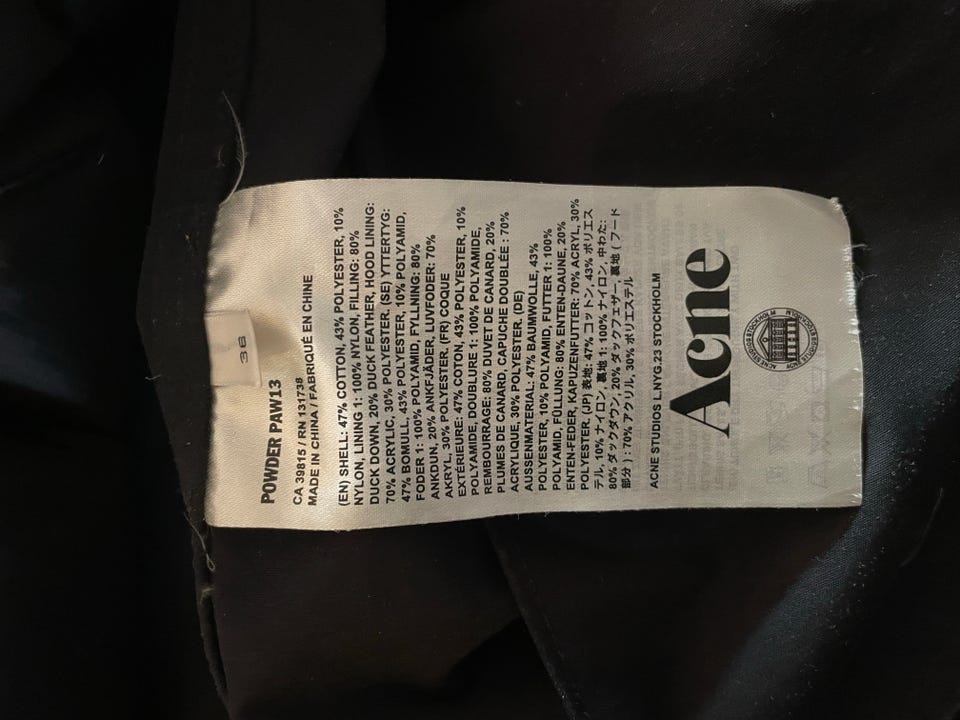 36
POWDER PAW13
CA 39815 / RN 131738
MADE IN CHINA / FABRIQUÉ EN CHINE
(EN) SHELL: 47% COTTON, 43% POLYESTER, 10%
NYLON, LINING 1: 100% NYLON, FILLING: 80%
DUCK DOWN, 20% DUCK FEATHER, HOOD LINING:
70% ACRYLIC, 30% POLYESTER. (SE) YTTERTYG:
47% BOMULL, 43% POLYESTER, 10% POLYAMID,
FODER 1: 100% POLYAMID, FYLLNING: 80%
ANKDUN, 20% ANKFJÄDER, LUVFODER: 70%
AKRYL, 30% POLYESTER. (FR) COQUE
EXTÉRIEURE: 47% COTON, 43% POLYESTER, 10%
POLYAMIDE, DOUBLURE 1: 100% POLYAMIDE,
REMBOURRAGE: 80% DUVET DE CANARD, 20%
PLUMES DE CANARD, CAPUCHE DOUBLÉE : 70%
ACRYLIQUE, 30% POLYESTER. (DE)
AUSSENMATERIAL: 47% BAUMWOLLE, 43%
POLYESTER, 10% POLYAMID, FUTTER 1: 100%
POLYAMID, FÜLLUNG: 80% ENTEN-DAUNE, 20%
ENTEN-FEDER, KAPUZENFUTTER: 70% ACRYL, 30%
POLYESTER. (JP) 表地: 47% コットン, 43% ポリエス
テル, 10% ナイロン, 裏地 1: 100% ナイロン, 中わた:
80% ダックダウン, 20% ダックフェザー, 裏地 ( フード
部分 ) : 70% アクリル, 30% ポリエステル
ACNE STUDIOS L.NYG.23 STOCKHOLM
Acne
ACNE STUDIOS